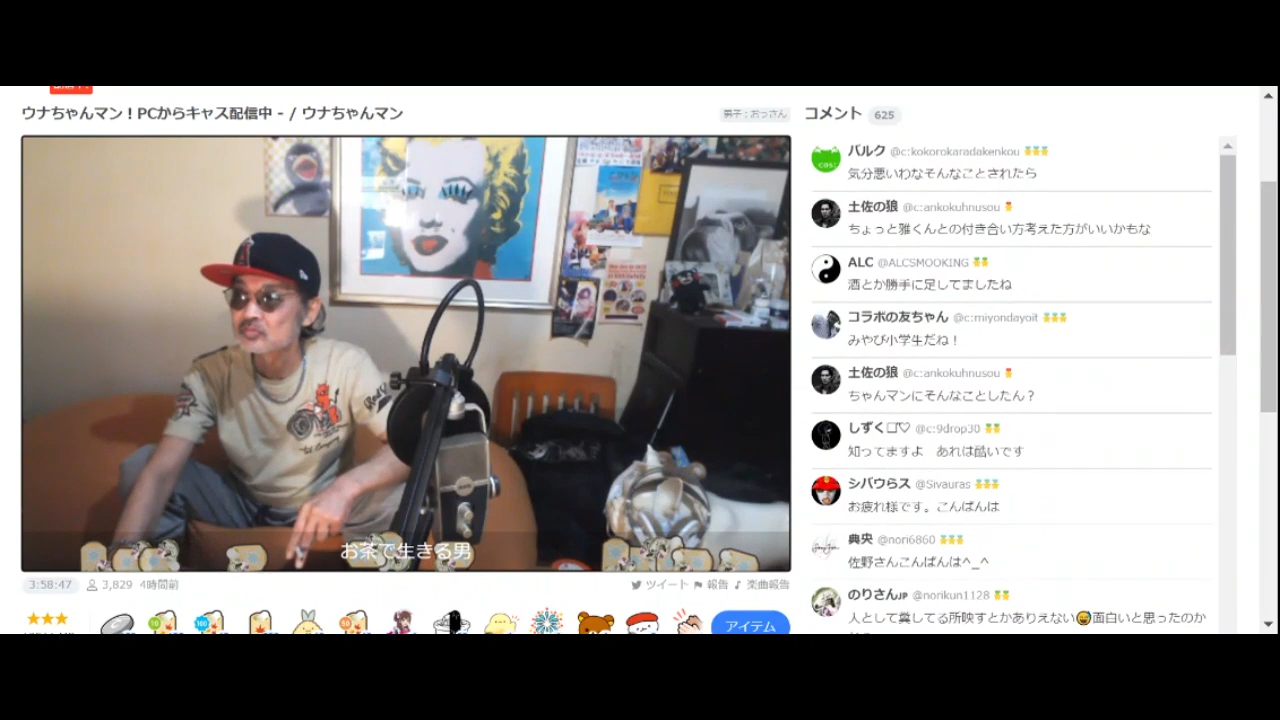 ウナちゃんマン！PCからキャス配信中 - / ウナちゃんマン
男子：おっさん
コメント 625
バルク @c:kokorokaradakenkou
気分悪いわなそんなことされたら
土佐の狼 @c:ankokuhnusou
ちょっと雅くんとの付き合い方考えた方がいいかもな
ALC @ALCSMOOKING
酒とか勝手に足してましたね
コラボの友ちゃん @c:miyondayoit
みやび小学生だね！
土佐の狼 @c:ankokuhnusou
ちゃんマンにそんなことしたん？
しずく @c:9drop30
知ってますよ　あれは酷いです
シバウらス @Sivauras
お疲れ様です。こんばんは
典央 @nori6860
佐野さんこんばんは^_^
のりさんJP @norikun1128
人として糞してる所映すとかありえない😅面白いと思ったのか
お茶で生きる男
3:58:47 3,829 4時間前
ツイート 報告 楽曲報告
アイテム